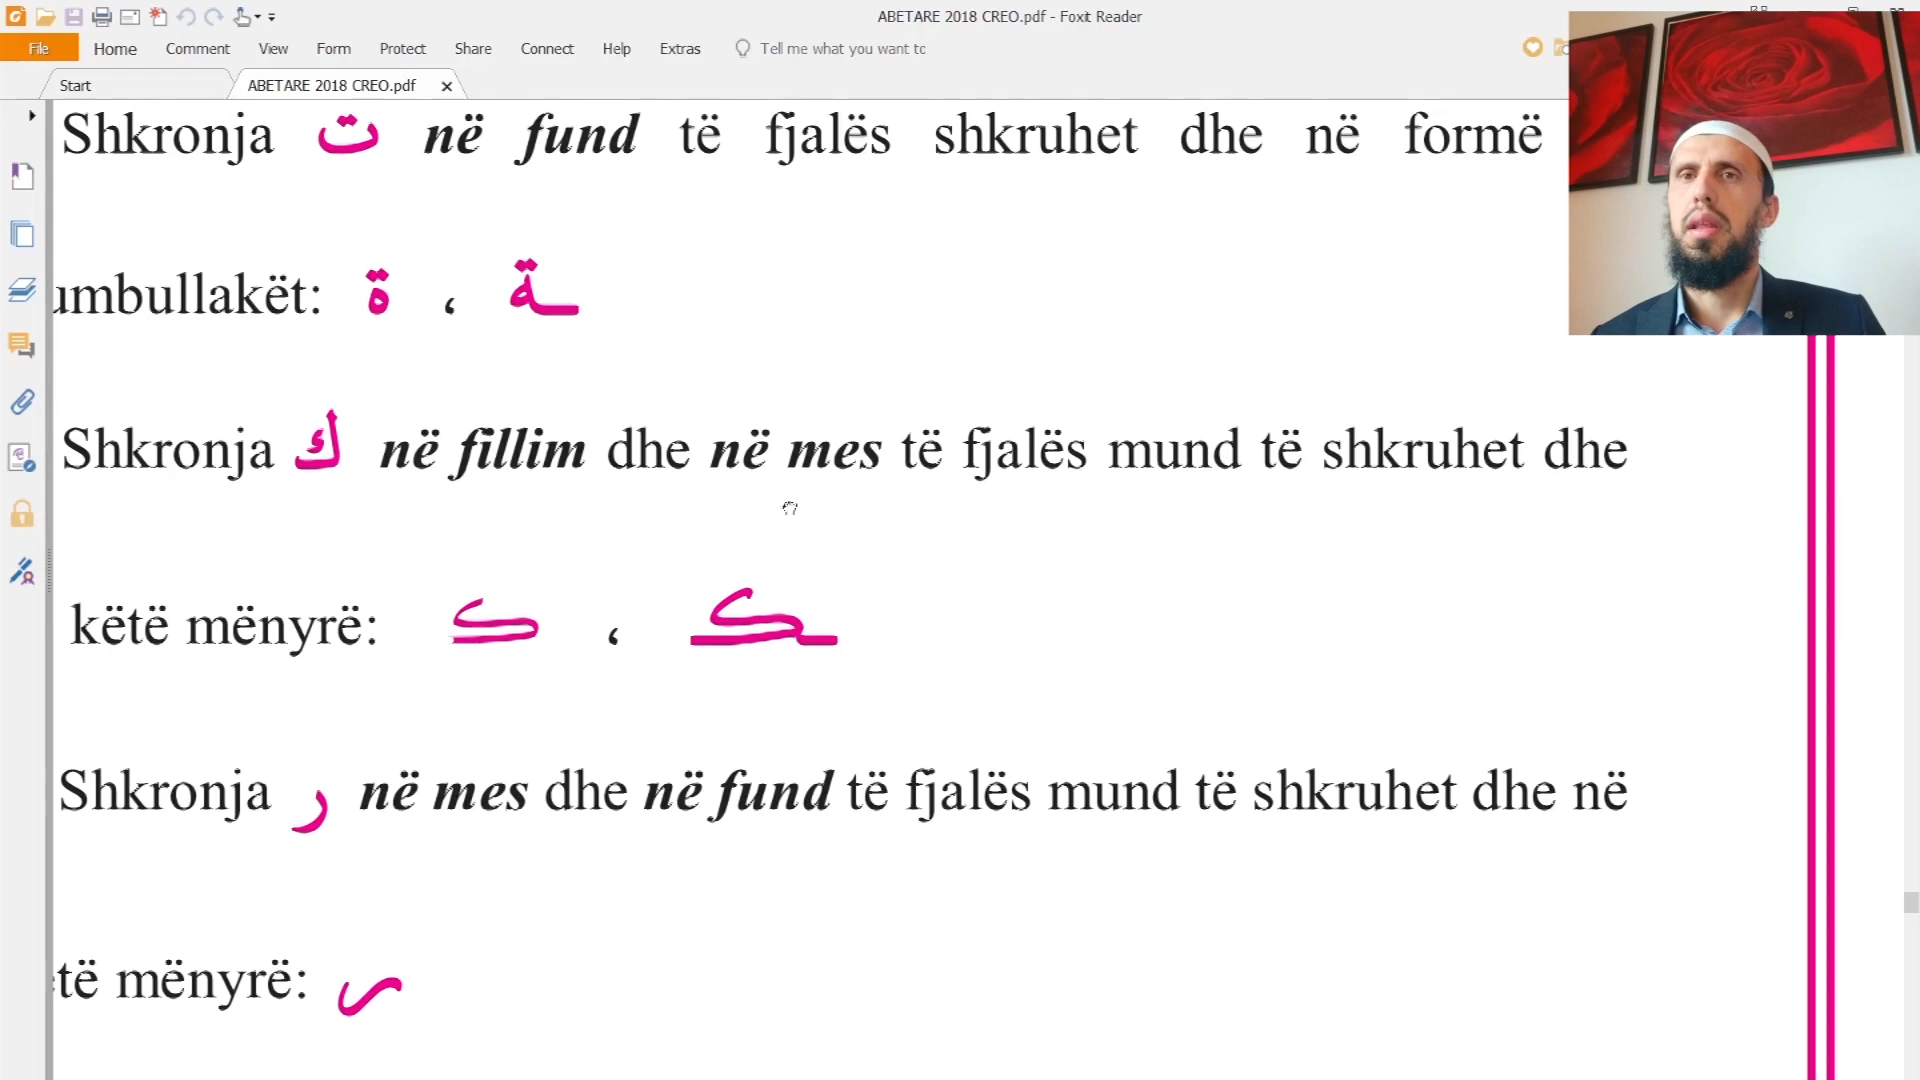 ABETARE 2018 CREO.pdf - Foxit Reader
File Home Comment View Form Protect Share Connect Help Extras Tell me what you want to
Start ABETARE 2018 CREO.pdf
Shkronja ت në fund të fjalës shkruhet dhe në formë
umbullakët: ة ، ـة
Shkronja ك në fillim dhe në mes të fjalës mund të shkruhet dhe
këtë mënyrë: کـ ، ـکـ
Shkronja ر në mes dhe në fund të fjalës mund të shkruhet dhe në
të mënyrë: